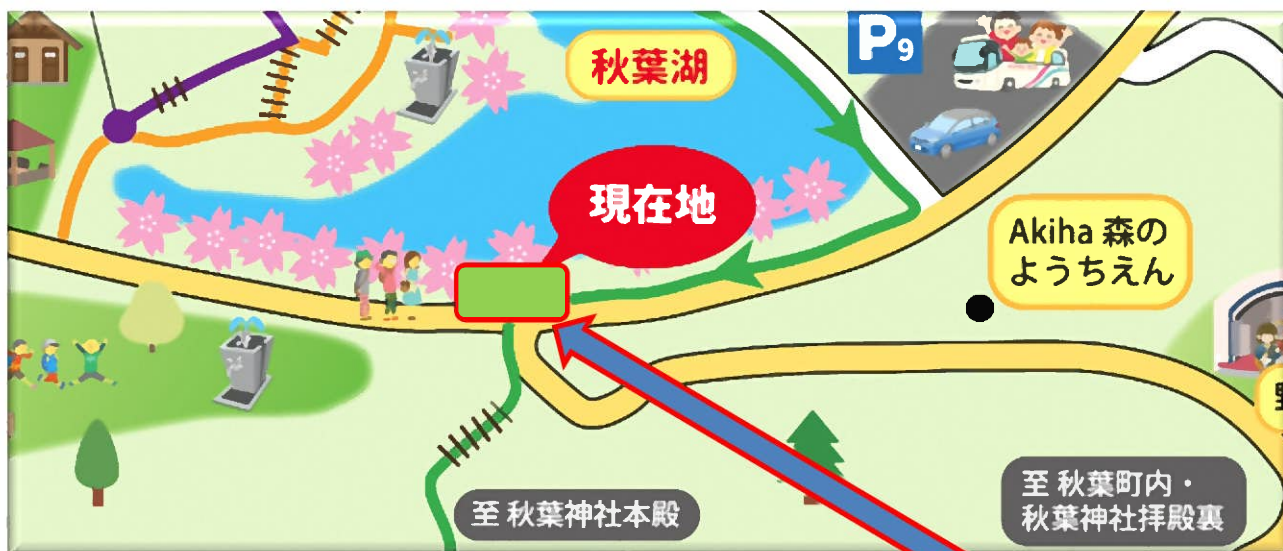 秋葉湖
P9
現在地
Akiha 森の
ようちえん
至 秋葉神社本殿
至 秋葉町内・
秋葉神社拝殿裏